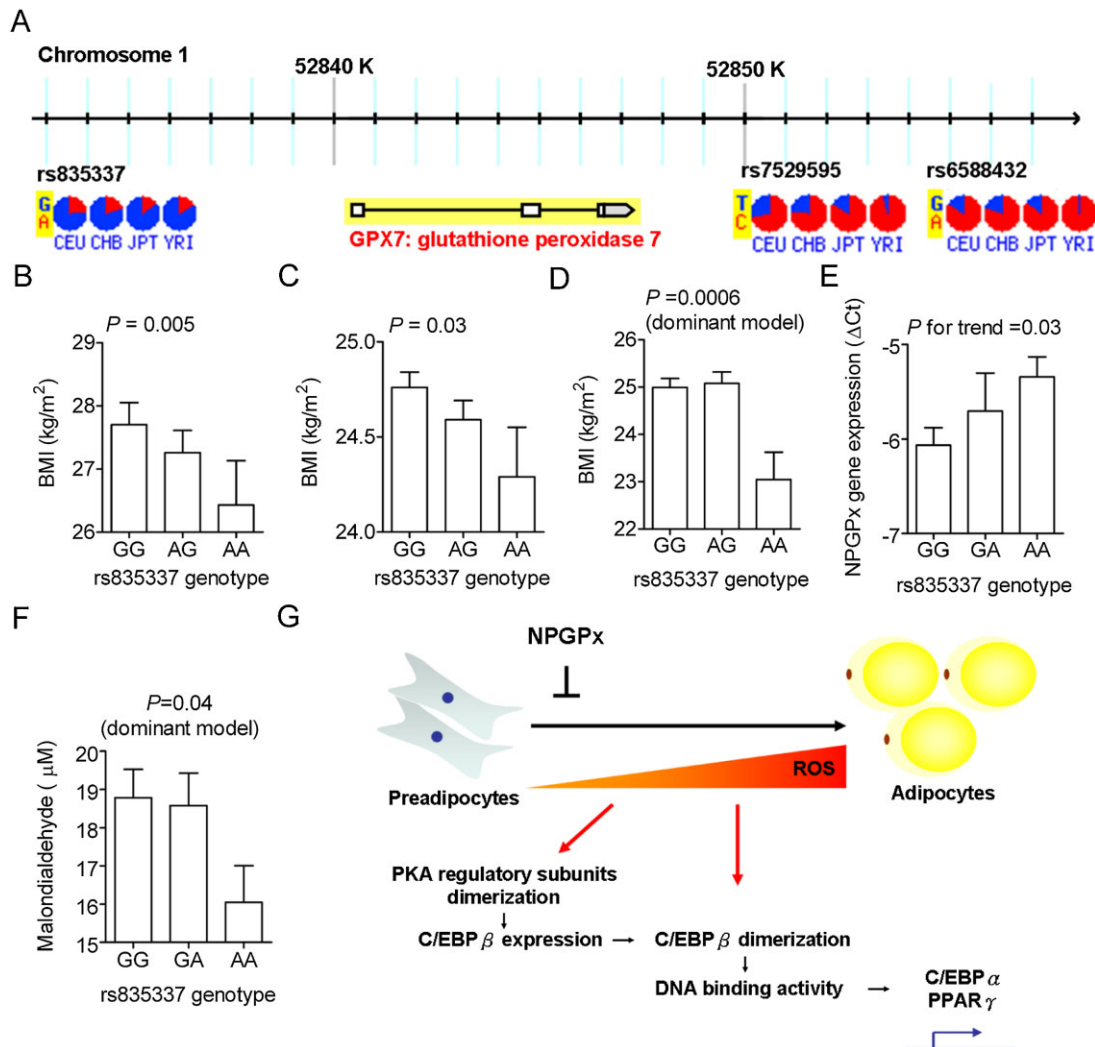 A
Chromosome 1
52840 K
52850 K
rs835337
G
A
CEU CHB JPT YRI
GPX7: glutathione peroxidase 7
rs7529595
T
C
CEU CHB JPT YRI
rs6588432
G
A
CEU CHB JPT YRI
B
P = 0.005
BMI (kg/m²)
29
28
27
26
GG AG AA
rs835337 genotype
C
P = 0.03
BMI (kg/m²)
25.0
24.5
24.0
GG AG AA
rs835337 genotype
D
P =0.0006
(dominant model)
BMI (kg/m²)
26
25
24
23
22
GG AG AA
rs835337 genotype
E
P for trend =0.03
NPGPx gene expression (ΔCt)
-5
-6
-7
GG GA AA
rs835337 genotype
F
P=0.04
(dominant model)
Malondialdehyde ( μM)
20
19
18
17
16
15
GG GA AA
rs835337 genotype
G
NPGPx
ROS
Preadipocytes
Adipocytes
PKA regulatory subunits
dimerization
C/EBP β expression
C/EBP β dimerization
DNA binding activity
C/EBP α
PPAR γ